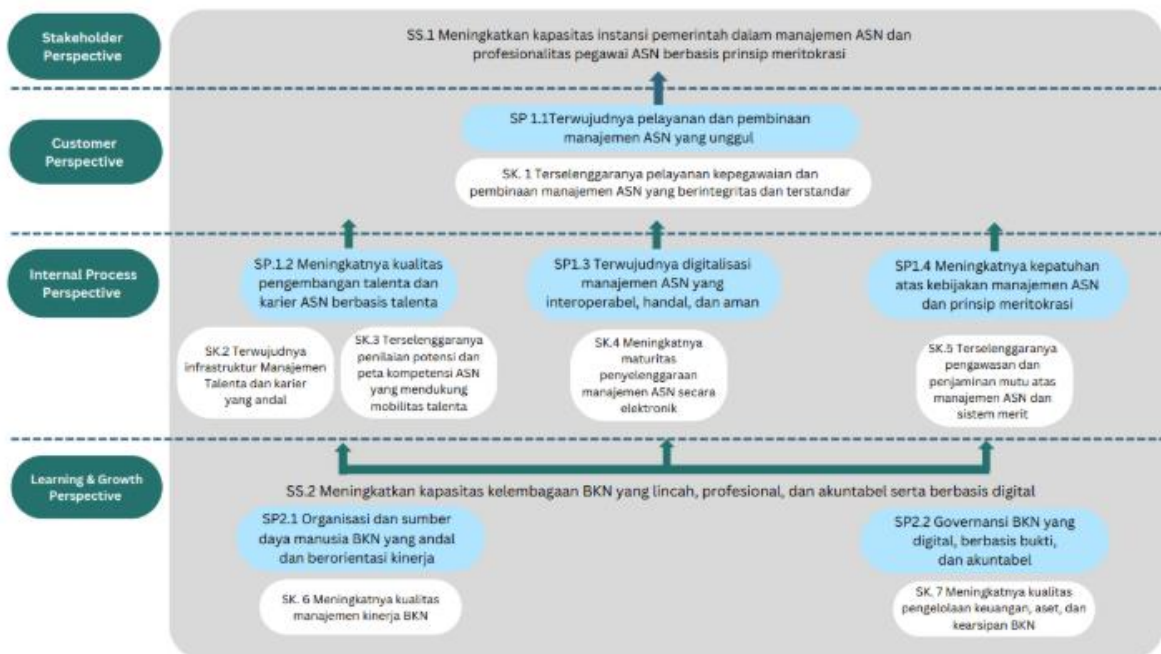 Stakeholder
Perspective
SS.1 Meningkatkan kapasitas instansi pemerintah dalam manajemen ASN dan
profesionalitas pegawai ASN berbasis prinsip meritokrasi
Customer
Perspective
SP 1.1Terwujudnya pelayanan dan pembinaan
manajemen ASN yang unggul
SK. 1 Terselenggaranya pelayanan kepegawaian dan
pembinaan manajemen ASN yang berintegritas dan terstandar
Internal Process
Perspective
SP.1.2 Meningkatnya kualitas
pengembangan talenta dan
karier ASN berbasis talenta
SP1.3 Terwujudnya digitalisasi
manajemen ASN yang
interoperabel, handal, dan aman
SP1.4 Meningkatnya kepatuhan
atas kebijakan manajemen ASN
dan prinsip meritokrasi
SK.2 Terwujudnya
infrastruktur Manajemen
Talenta dan karier
yang andal
SK.3 Terselenggaranya
penilaian potensi dan
peta kompetensi ASN
yang mendukung
mobilitas talenta
SK.4 Meningkatnya
maturitas
penyelenggaraan
manajemen ASN secara
elektronik
SK.5 Terselenggaranya
pengawasan dan
penjaminan mutu atas
manajemen ASN dan
sistem merit
Learning & Growth
Perspective
SS.2 Meningkatkan kapasitas kelembagaan BKN yang lincah, profesional, dan akuntabel serta berbasis digital
SP2.1 Organisasi dan sumber
daya manusia BKN yang andal
dan berorientasi kinerja
SP2.2 Governansi BKN yang
digital, berbasis bukti,
dan akuntabel
SK. 6 Meningkatnya kualitas
manajemen kinerja BKN
SK. 7 Meningkatnya kualitas
pengelolaan keuangan, aset, dan
kearsipan BKN